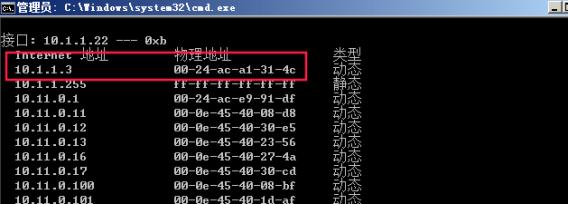 管理员: C:\Windows\system32\cmd.exe
接口: 10.1.1.22 --- 0xb
Internet 地址 物理地址 类型
10.1.1.3 00-24-ac-a1-31-4c 动态
10.1.1.255 ff-ff-ff-ff-ff-ff 静态
10.11.0.1 00-24-ac-e9-91-df 动态
10.11.0.11 00-0e-45-40-08-d8 动态
10.11.0.12 00-0e-45-40-30-e5 动态
10.11.0.13 00-0e-45-40-23-56 动态
10.11.0.16 00-0e-45-40-27-4a 动态
10.11.0.17 00-0e-45-40-30-cd 动态
10.11.0.100 00-0e-45-40-08-bf 动态
10.11.0.101 00-0e-45-40-1d-af 动态